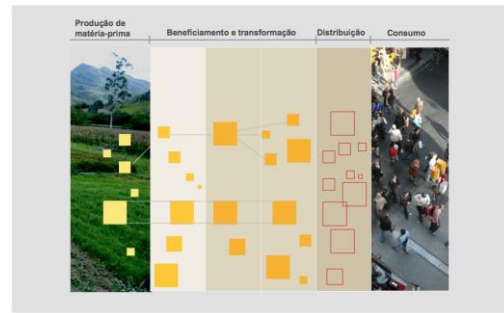 Produção de
matéria-prima
Beneficiamento e transformação
Distribuição
Consumo